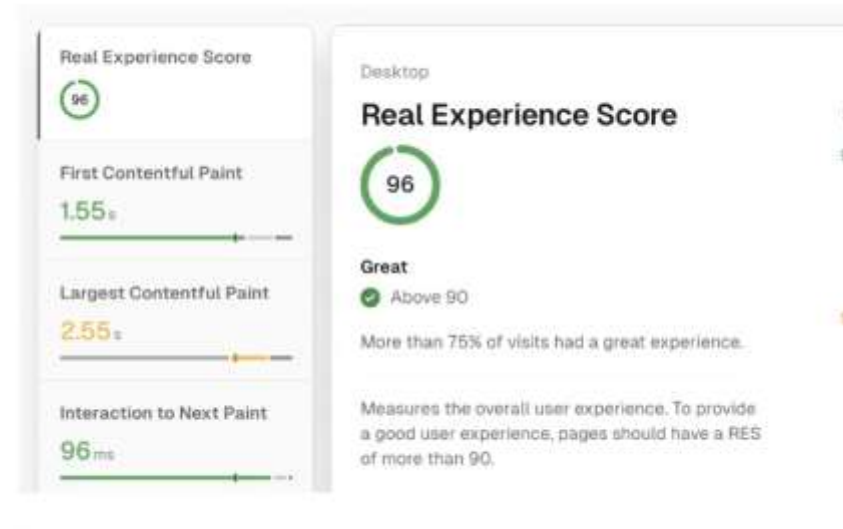 Real Experience Score
96
First Contentful Paint
1.55s
Largest Contentful Paint
2.55s
Interaction to Next Paint
96ms
Desktop
Real Experience Score
96
Great
Above 90
More than 75% of visits had a great experience.
Measures the overall user experience. To provide
a good user experience, pages should have a RES
of more than 90.